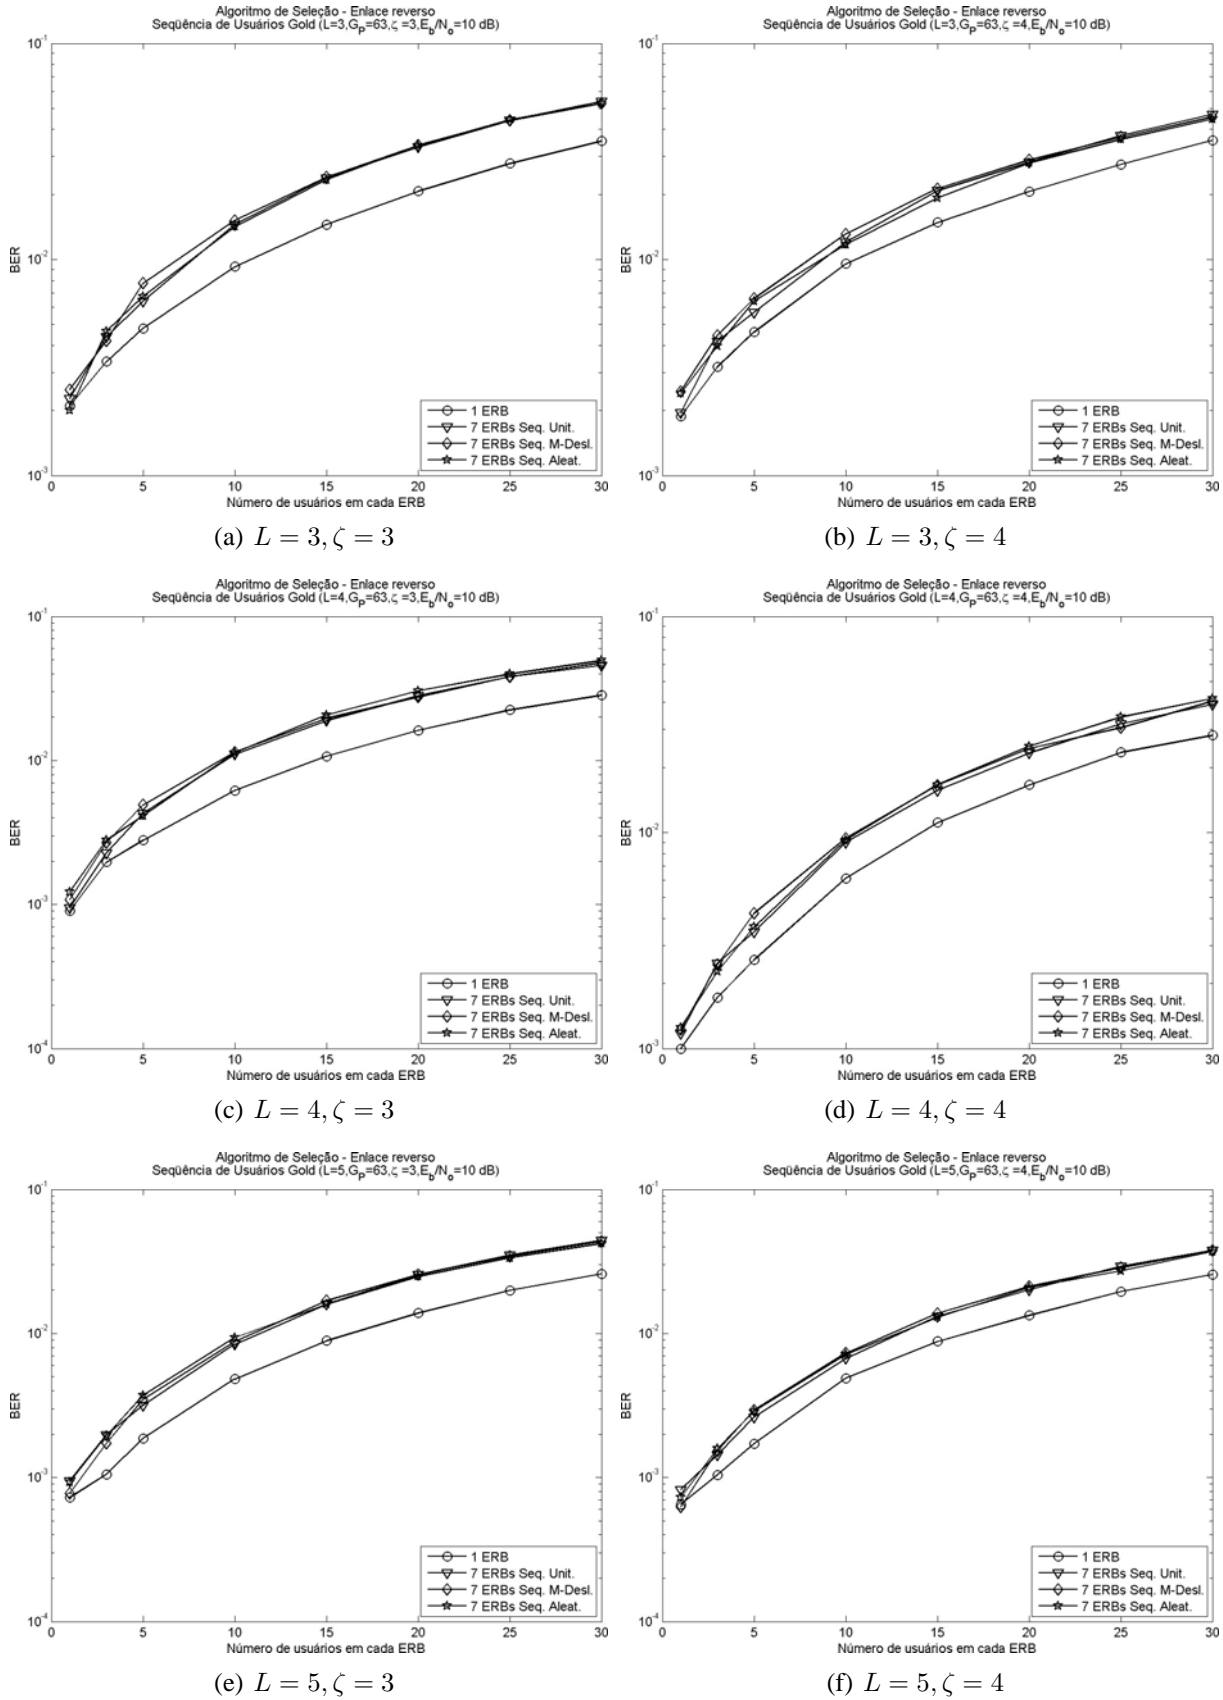 Algoritmo de Seleção - Enlace reverso
Seqüência de Usuários Gold (L=3,G_P=63,ζ =3,E_b/N_o=10 dB)
10^-1
10^-2
10^-3
BER
0 5 10 15 20 25 30
Número de usuários em cada ERB
1 ERB
7 ERBs Seq. Unit.
7 ERBs Seq. M-Desl.
7 ERBs Seq. Aleat.
(a) L = 3, ζ = 3
Algoritmo de Seleção - Enlace reverso
Seqüência de Usuários Gold (L=3,G_P=63,ζ =4,E_b/N_o=10 dB)
10^-1
10^-2
10^-3
BER
0 5 10 15 20 25 30
Número de usuários em cada ERB
1 ERB
7 ERBs Seq. Unit.
7 ERBs Seq. M-Desl.
7 ERBs Seq. Aleat.
(b) L = 3, ζ = 4
Algoritmo de Seleção - Enlace reverso
Seqüência de Usuários Gold (L=4,G_P=63,ζ =3,E_b/N_o=10 dB)
10^-1
10^-2
10^-3
10^-4
BER
0 5 10 15 20 25 30
Número de usuários em cada ERB
1 ERB
7 ERBs Seq. Unit.
7 ERBs Seq. M-Desl.
7 ERBs Seq. Aleat.
(c) L = 4, ζ = 3
Algoritmo de Seleção - Enlace reverso
Seqüência de Usuários Gold (L=4,G_P=63,ζ =4,E_b/N_o=10 dB)
10^-1
10^-2
10^-3
BER
0 5 10 15 20 25 30
Número de usuários em cada ERB
1 ERB
7 ERBs Seq. Unit.
7 ERBs Seq. M-Desl.
7 ERBs Seq. Aleat.
(d) L = 4, ζ = 4
Algoritmo de Seleção - Enlace reverso
Seqüência de Usuários Gold (L=5,G_P=63,ζ =3,E_b/N_o=10 dB)
10^-1
10^-2
10^-3
10^-4
BER
0 5 10 15 20 25 30
Número de usuários em cada ERB
1 ERB
7 ERBs Seq. Unit.
7 ERBs Seq. M-Desl.
7 ERBs Seq. Aleat.
(e) L = 5, ζ = 3
Algoritmo de Seleção - Enlace reverso
Seqüência de Usuários Gold (L=5,G_P=63,ζ =4,E_b/N_o=10 dB)
10^-1
10^-2
10^-3
10^-4
BER
0 5 10 15 20 25 30
Número de usuários em cada ERB
1 ERB
7 ERBs Seq. Unit.
7 ERBs Seq. M-Desl.
7 ERBs Seq. Aleat.
(f) L = 5, ζ = 4